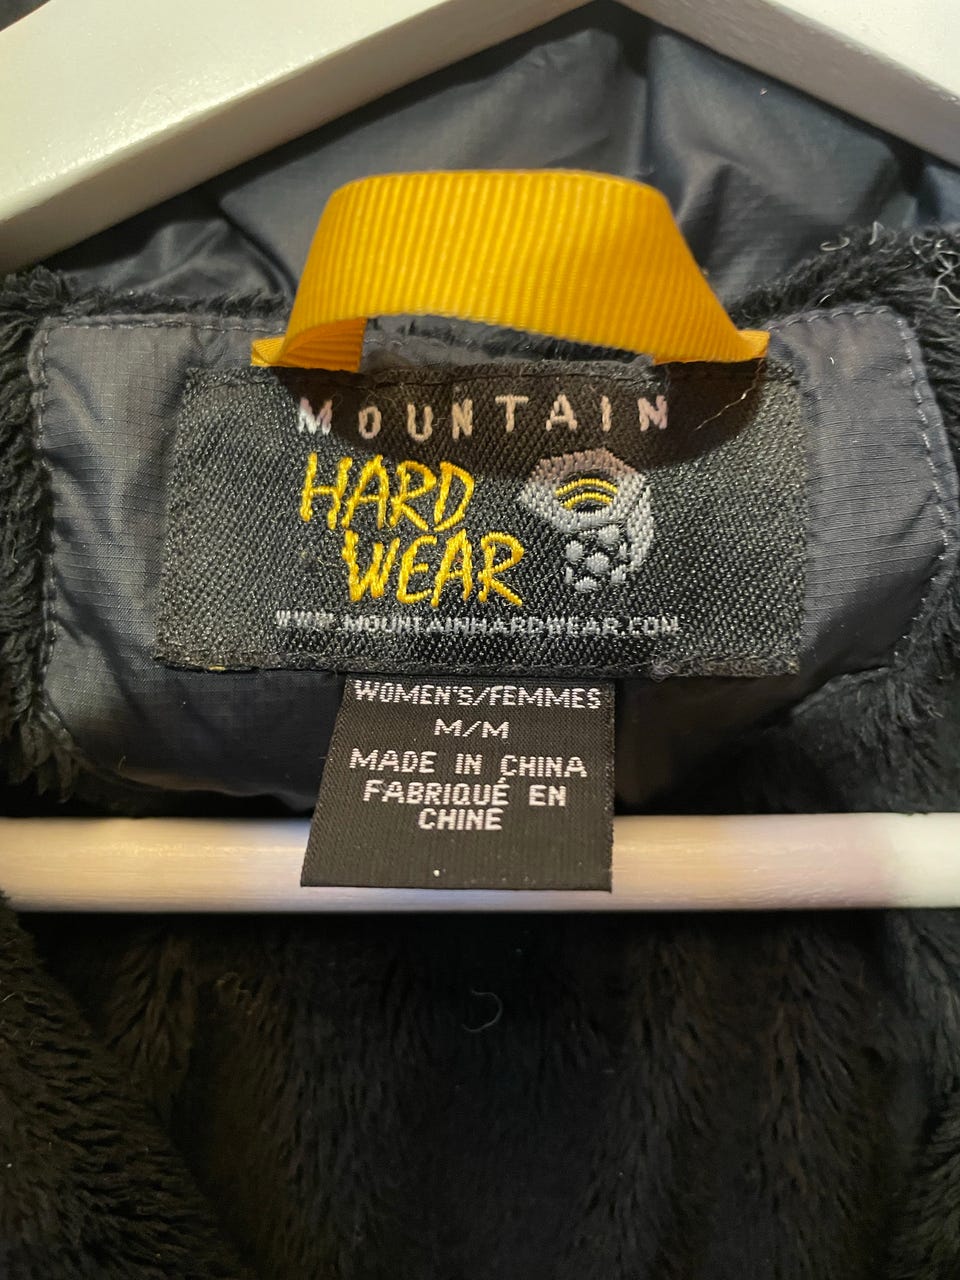 MOUNTAIN
HARD
WEAR
WWW.MOUNTAINHARDWEAR.COM
WOMEN'S/FEMMES
M/M
MADE IN CHINA
FABRIQUÉ EN
CHINE